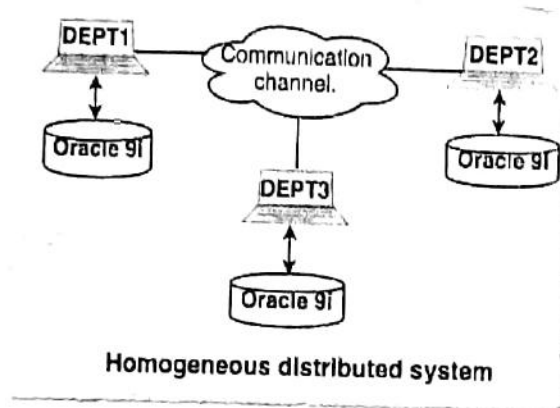 DEPT1
Communication
channel.
DEPT2
Oracle 9i
Oracle 9i
DEPT3
Oracle 9i
Homogeneous distributed system